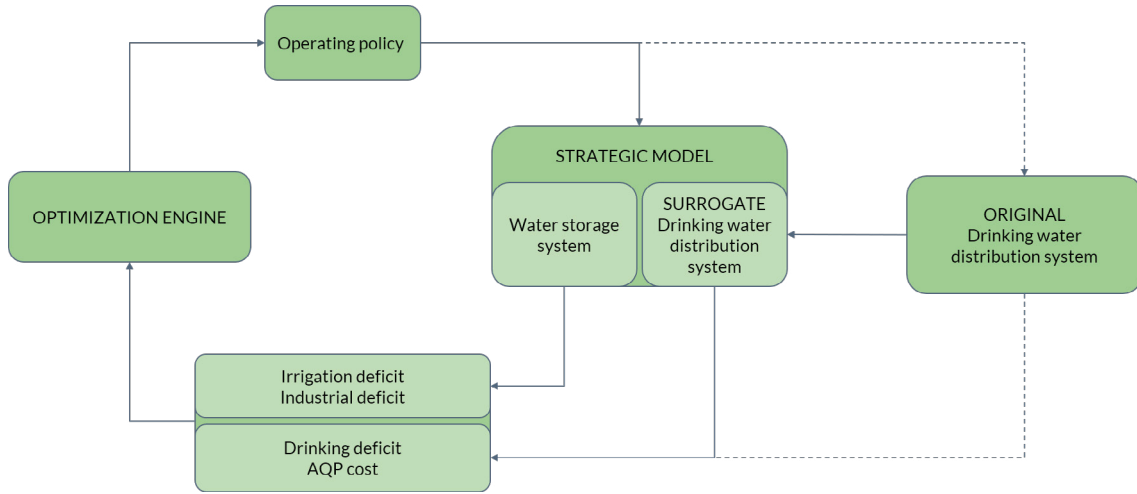 Operating policy
STRATEGIC MODEL
OPTIMIZATION ENGINE
Water storage
system
SURROGATE
Drinking water
distribution
system
ORIGINAL
Drinking water
distribution system
Irrigation deficit
Industrial deficit
Drinking deficit
AQP cost